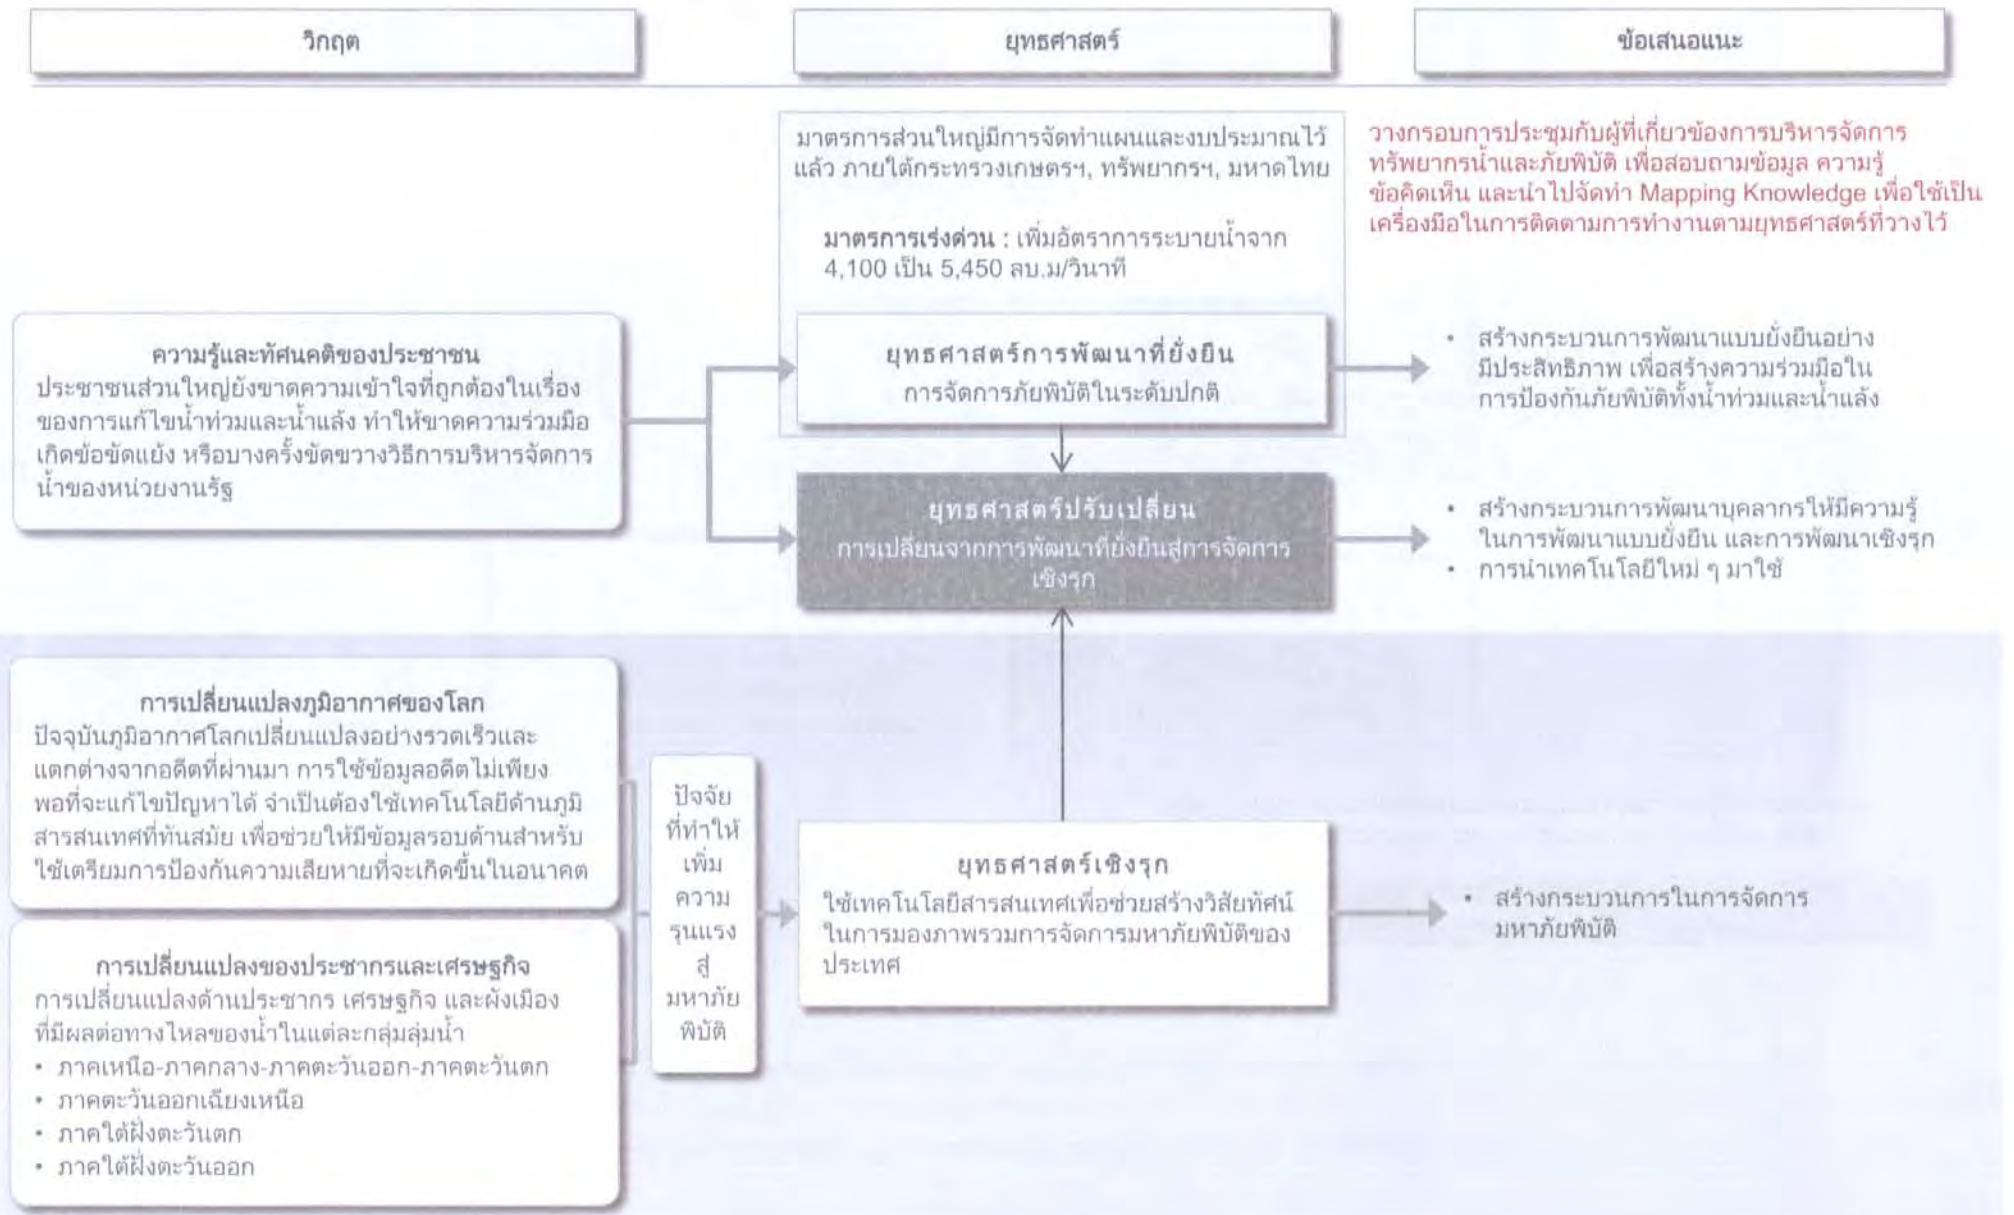 วิกฤต
ยุทธศาสตร์
ข้อเสนอแนะ
มาตรการส่วนใหญ่มีการจัดทำแผนและงบประมาณไว้
แล้ว ภายใต้กระทรวงเกษตรฯ, ทรัพยากรฯ, มหาดไทย
มาตรการเร่งด่วน : เพิ่มอัตราการระบายน้ำจาก
4,100 เป็น 5,450 ลบ.ม/วินาที
วางกรอบการประชุมกับผู้ที่เกี่ยวข้องการบริหารจัดการ
ทรัพยากรน้ำและภัยพิบัติ เพื่อสอบถามข้อมูล ความรู้
ข้อคิดเห็น และนำไปจัดทำ Mapping Knowledge เพื่อใช้เป็น
เครื่องมือในการติดตามการทำงานตามยุทธศาสตร์ที่วางไว้
ความรู้และทัศนคติของประชาชน
ประชาชนส่วนใหญ่ยังขาดความเข้าใจที่ถูกต้องในเรื่อง
ของการแก้ไขน้ำท่วมและน้ำแล้ง ทำให้ขาดความร่วมมือ
เกิดข้อขัดแย้ง หรือบางครั้งขัดขวางวิธีการบริหารจัดการ
น้ำของหน่วยงานรัฐ
ยุทธศาสตร์การพัฒนาที่ยั่งยืน
การจัดการภัยพิบัติในระดับปกติ
• สร้างกระบวนการพัฒนาแบบยั่งยืนอย่าง
มีประสิทธิภาพ เพื่อสร้างความร่วมมือใน
การป้องกันภัยพิบัติทั้งน้ำท่วมและน้ำแล้ง
ยุทธศาสตร์ปรับเปลี่ยน
การเปลี่ยนจากการพัฒนาที่ยั่งยืนสู่การจัดการ
เชิงรุก
• สร้างกระบวนการพัฒนาบุคลากรให้มีความรู้
ในการพัฒนาแบบยั่งยืน และการพัฒนาเชิงรุก
• การนำเทคโนโลยีใหม่ ๆ มาใช้
การเปลี่ยนแปลงภูมิอากาศของโลก
ปัจจุบันภูมิอากาศโลกเปลี่ยนแปลงอย่างรวดเร็วและ
แตกต่างจากอดีตที่ผ่านมา การใช้ข้อมูลอดีตไม่เพียง
พอที่จะแก้ไขปัญหาได้ จำเป็นต้องใช้เทคโนโลยีด้านภูมิ
สารสนเทศที่ทันสมัย เพื่อช่วยให้มีข้อมูลรอบด้านสำหรับ
ใช้เตรียมการป้องกันความเสียหายที่จะเกิดขึ้นในอนาคต
การเปลี่ยนแปลงของประชากรและเศรษฐกิจ
การเปลี่ยนแปลงด้านประชากร เศรษฐกิจ และผังเมือง
ที่มีผลต่อทางไหลของน้ำในแต่ละกลุ่มลุ่มน้ำ
• ภาคเหนือ-ภาคกลาง-ภาคตะวันออก-ภาคตะวันตก
• ภาคตะวันออกเฉียงเหนือ
• ภาคใต้ฝั่งตะวันตก
• ภาคใต้ฝั่งตะวันออก
ปัจจัย
ที่ทำให้
เพิ่ม
ความ
รุนแรง
สู่
มหาภัย
พิบัติ
ยุทธศาสตร์เชิงรุก
ใช้เทคโนโลยีสารสนเทศเพื่อช่วยสร้างวิสัยทัศน์
ในการมองภาพรวมการจัดการมหาภัยพิบัติของ
ประเทศ
• สร้างกระบวนการในการจัดการ
มหาภัยพิบัติ